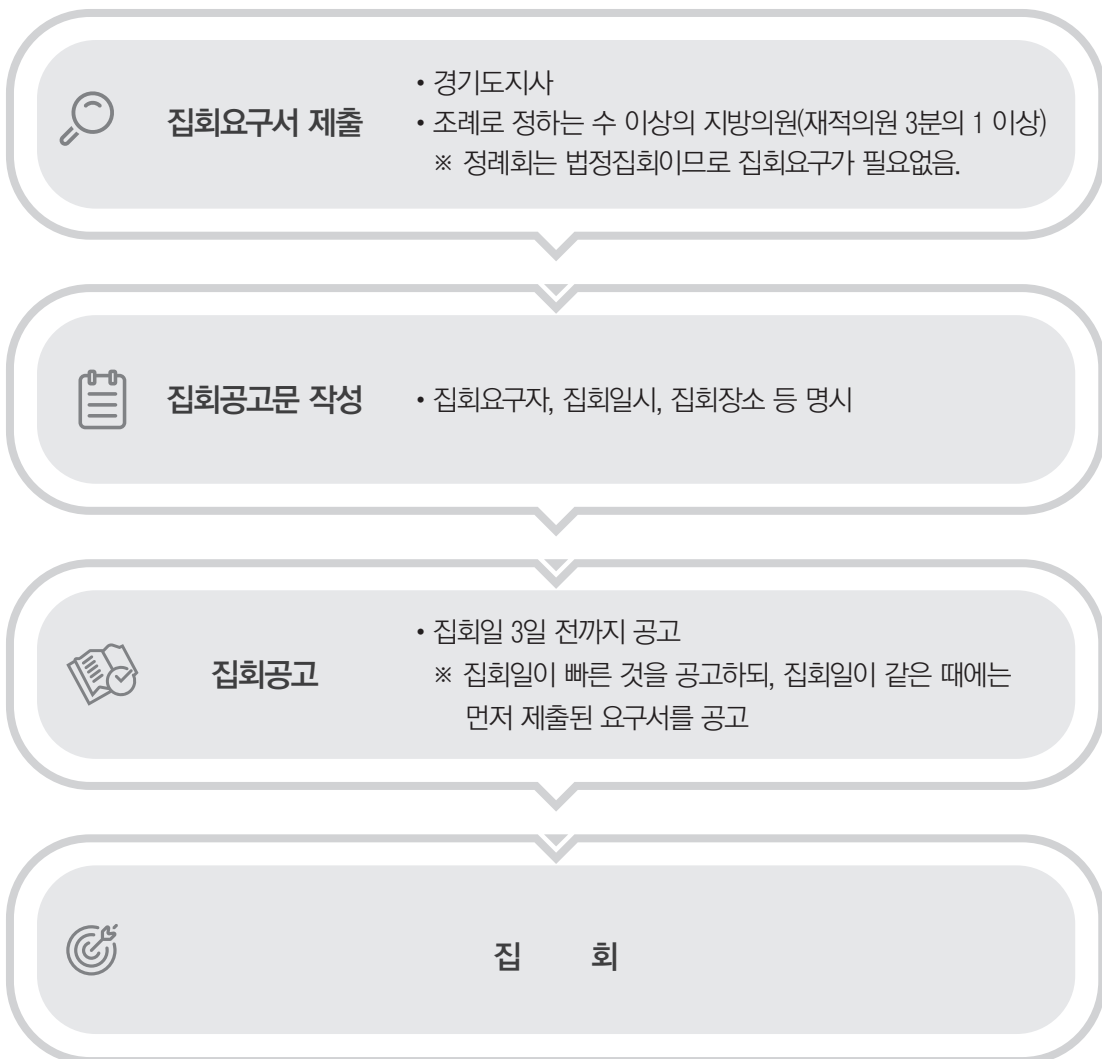 집회요구서 제출
• 경기도지사
• 조례로 정하는 수 이상의 지방의원(재적의원 3분의 1 이상)
※ 정례회는 법정집회이므로 집회요구가 필요없음.
집회공고문 작성
• 집회요구자, 집회일시, 집회장소 등 명시
집회공고
• 집회일 3일 전까지 공고
※ 집회일이 빠른 것을 공고하되, 집회일이 같은 때에는
먼저 제출된 요구서를 공고
집 회